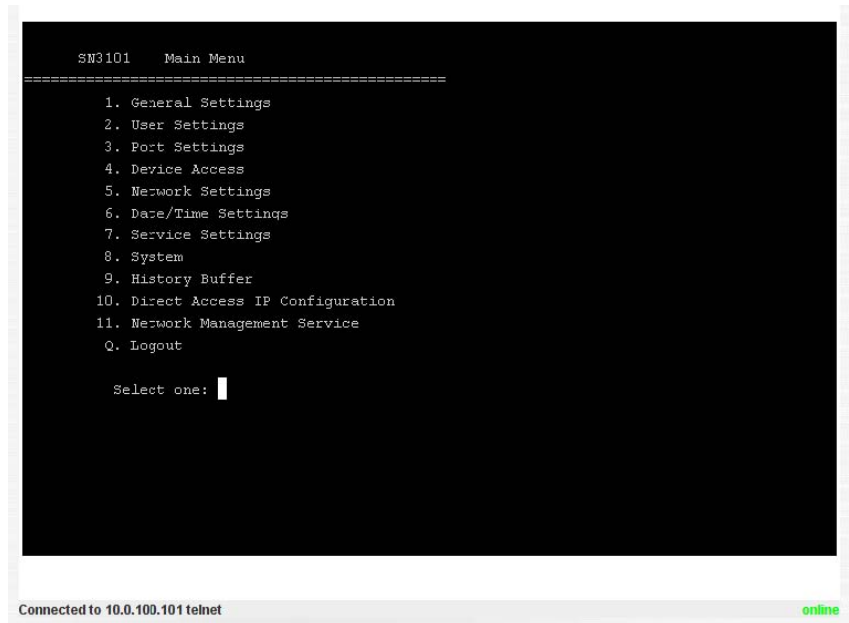 SN3101 Main Menu
================================================
1. General Settings
2. User Settings
3. Port Settings
4. Device Access
5. Network Settings
6. Date/Time Settings
7. Service Settings
8. System
9. History Buffer
10. Direct Access IP Configuration
11. Network Management Service
Q. Logout
Select one:
Connected to 10.0.100.101 telnet online